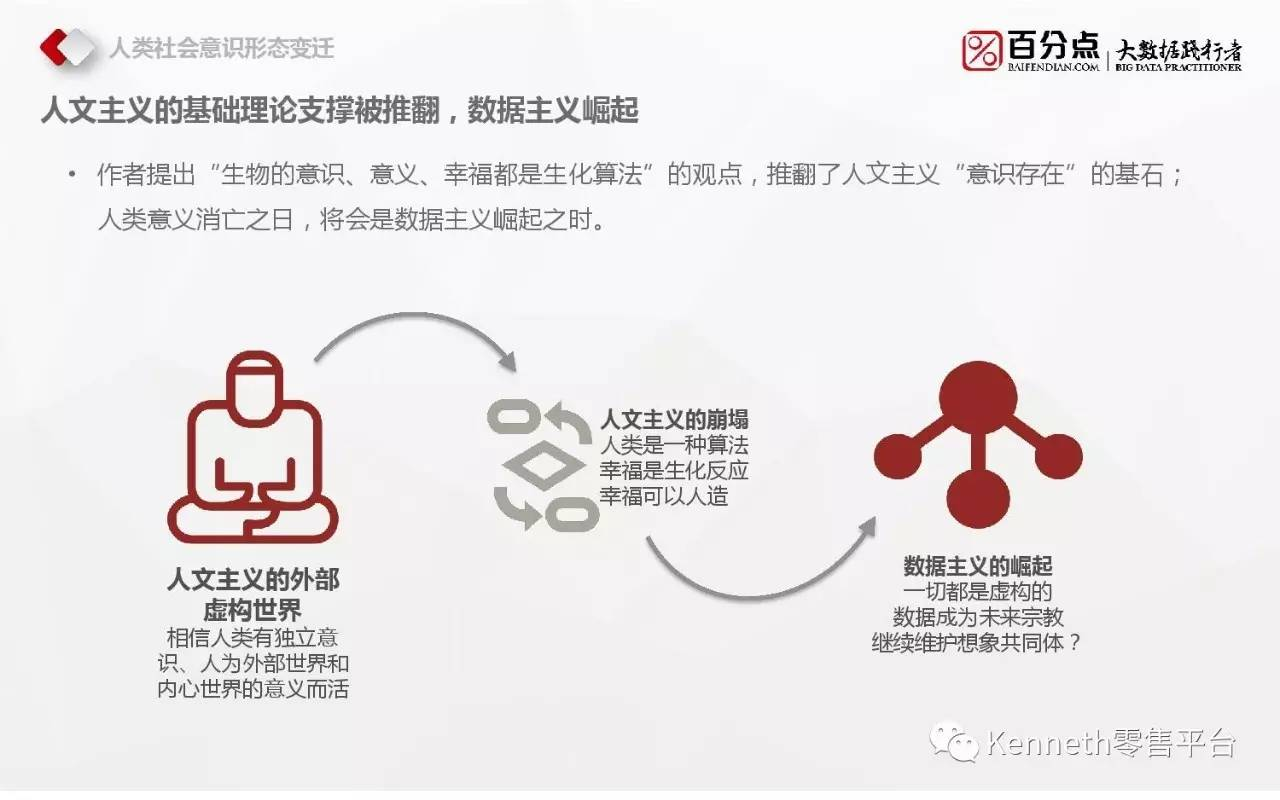 人类社会意识形态变迁
百分点
BAIFENDIAN.COM
大数据践行者
BIG DATA PRACTITIONER
人文主义的基础理论支撑被推翻，数据主义崛起
• 作者提出“生物的意识、意义、幸福都是生化算法”的观点，推翻了人文主义“意识存在”的基石；
人类意义消亡之日，将会是数据主义崛起之时。
人文主义的外部
虚构世界
相信人类有独立意
识、人为外部世界和
内心世界的意义而活
人文主义的崩塌
人类是一种算法
幸福是生化反应
幸福可以人造
数据主义的崛起
一切都是虚构的
数据成为未来宗教
继续维护想象共同体？
Kenneth零售平台